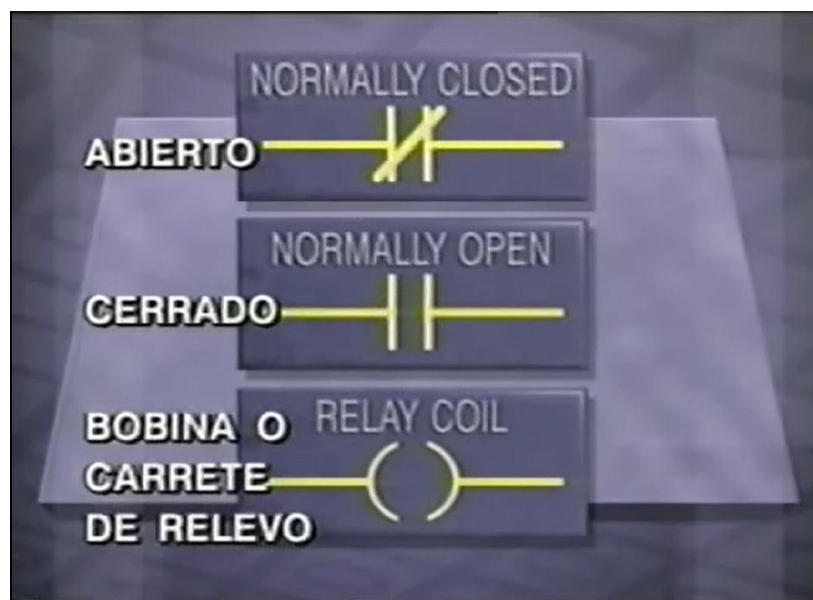 NORMALLY CLOSED
ABIERTO
NORMALLY OPEN
CERRADO
RELAY COIL
BOBINA O
CARRETE
DE RELEVO